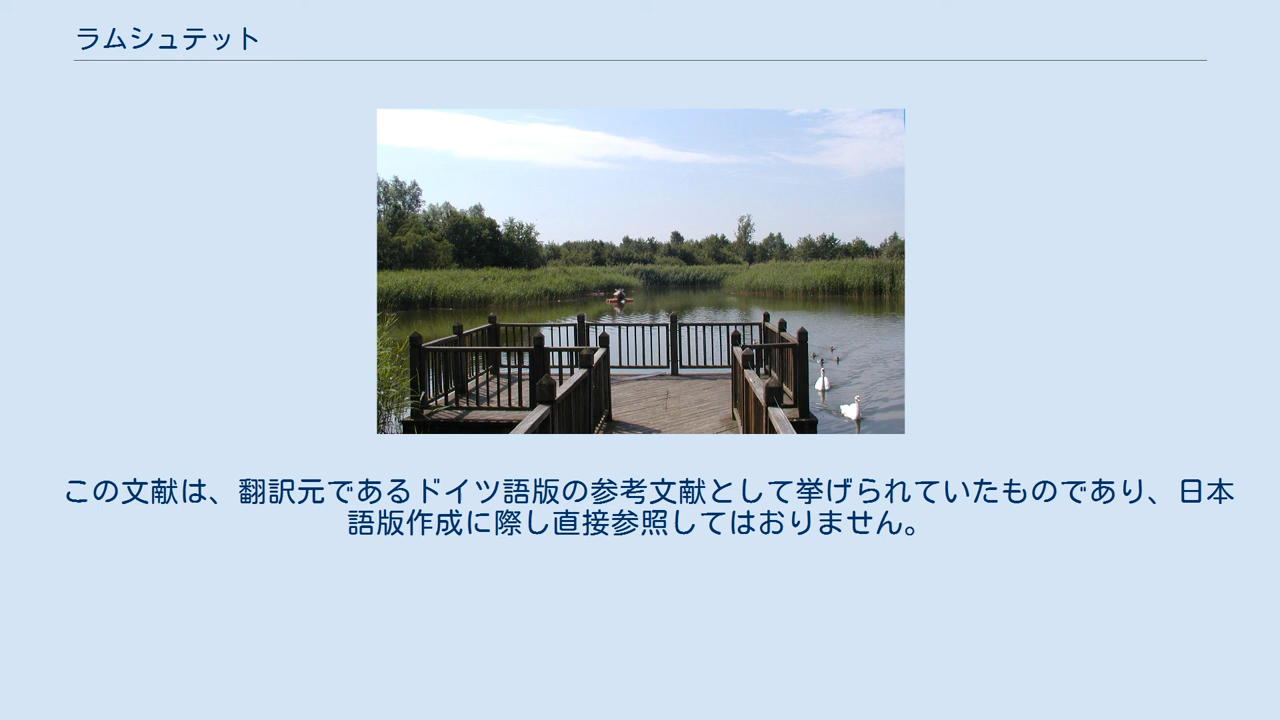 ラムシュテット
この文献は、翻訳元であるドイツ語版の参考文献として挙げられていたものであり、日本
語版作成に際し直接参照してはおりません。